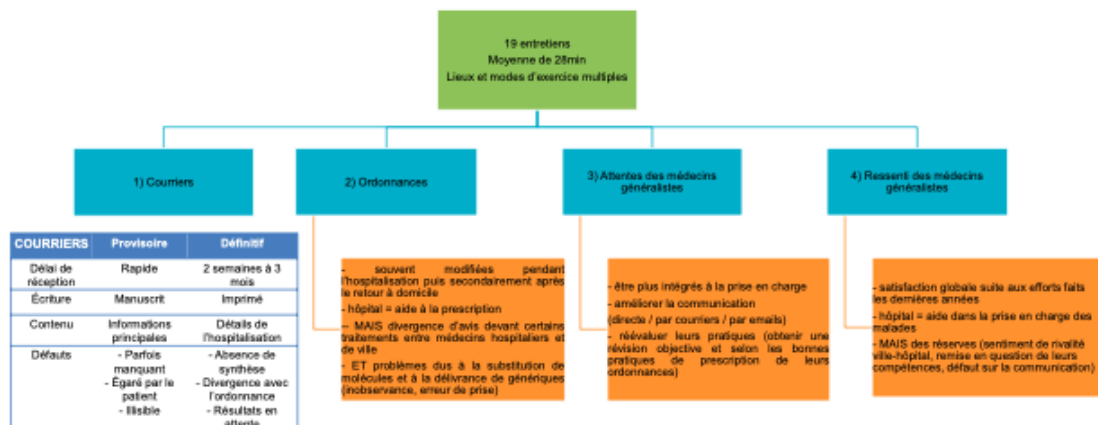 19 entretiens
Moyenne de 28min
Lieux et modes d'exercice multiples
1) Courriers
2) Ordonnances
3) Attentes des médecins
généralistes
4) Ressenti des médecins
généralistes
COURRIERS Provisoire Définitif
Délai de réception Rapide 2 semaines à 3 mois
Écriture Manuscrit Imprimé
Contenu Informations principales Détails de l'hospitalisation
Défauts - Parfois manquant - Absence de synthèse
- Égaré par le patient - Divergence avec l'ordonnance
- Illisible - Résultats en attente
- souvent modifiées pendant
l'hospitalisation puis secondairement après
le retour à domicile
- hôpital = aide à la prescription
– MAIS divergence d'avis devant certains
traitements entre médecins hospitaliers et
de ville
- ET problèmes dus à la substitution de
molécules et à la délivrance de génériques
(inobservance, erreur de prise)
- être plus intégrés à la prise en charge
- améliorer la communication
(directe / par courriers / par emails)
- réévaluer leurs pratiques (obtenir une
révision objective et selon les bonnes
pratiques de prescription de leurs
ordonnances)
- satisfaction globale suite aux efforts faits
les dernières années
- hôpital = aide dans la prise en charge des
malades
- MAIS des réserves (sentiment de rivalité
ville-hôpital, remise en question de leurs
compétences, défaut sur la communication)